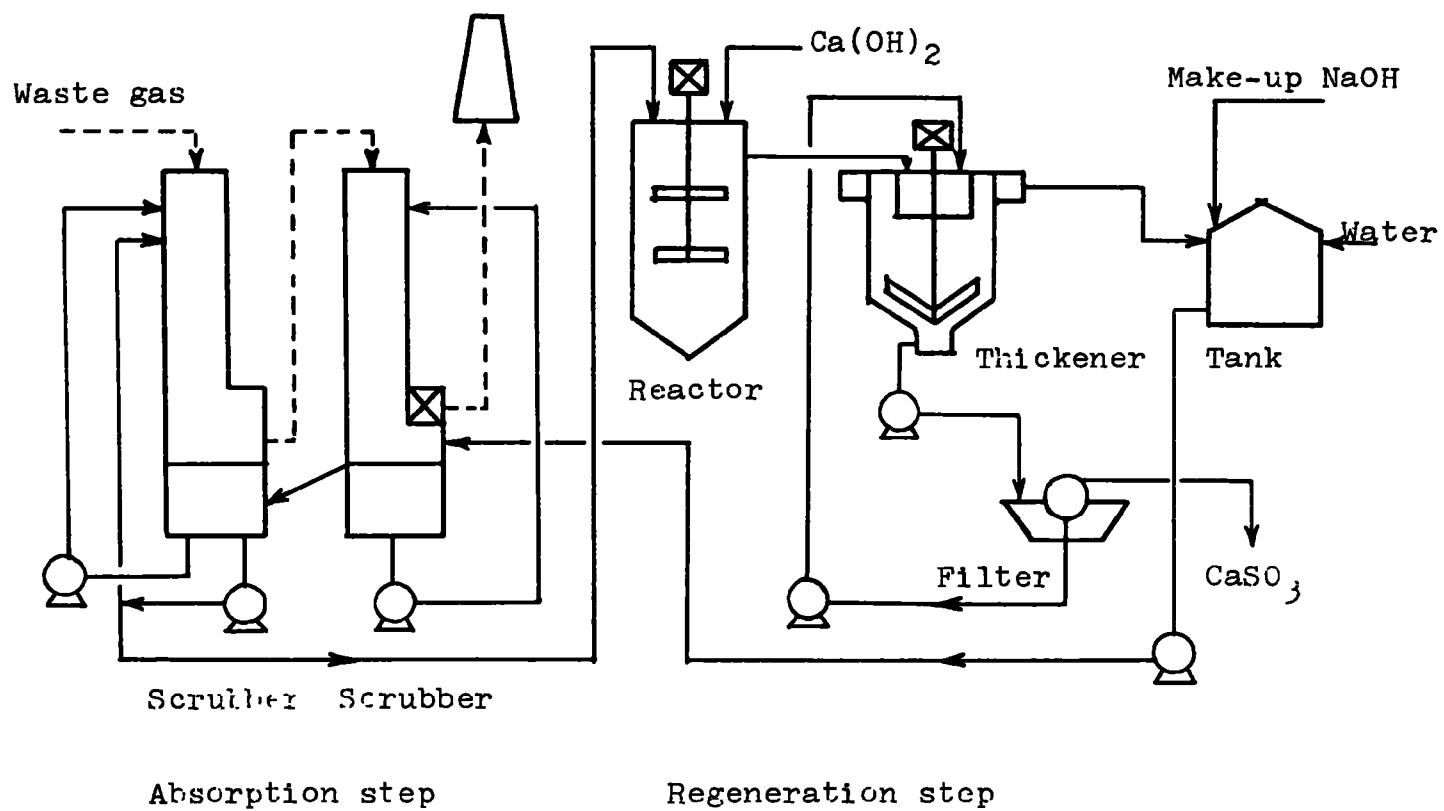 Ca(OH)2
Make-up NaOH
Waste gas
Water
Thickener
Tank
Reactor
Filter
CaSO3
Scrubber Scrubber
Absorption step
Regeneration step